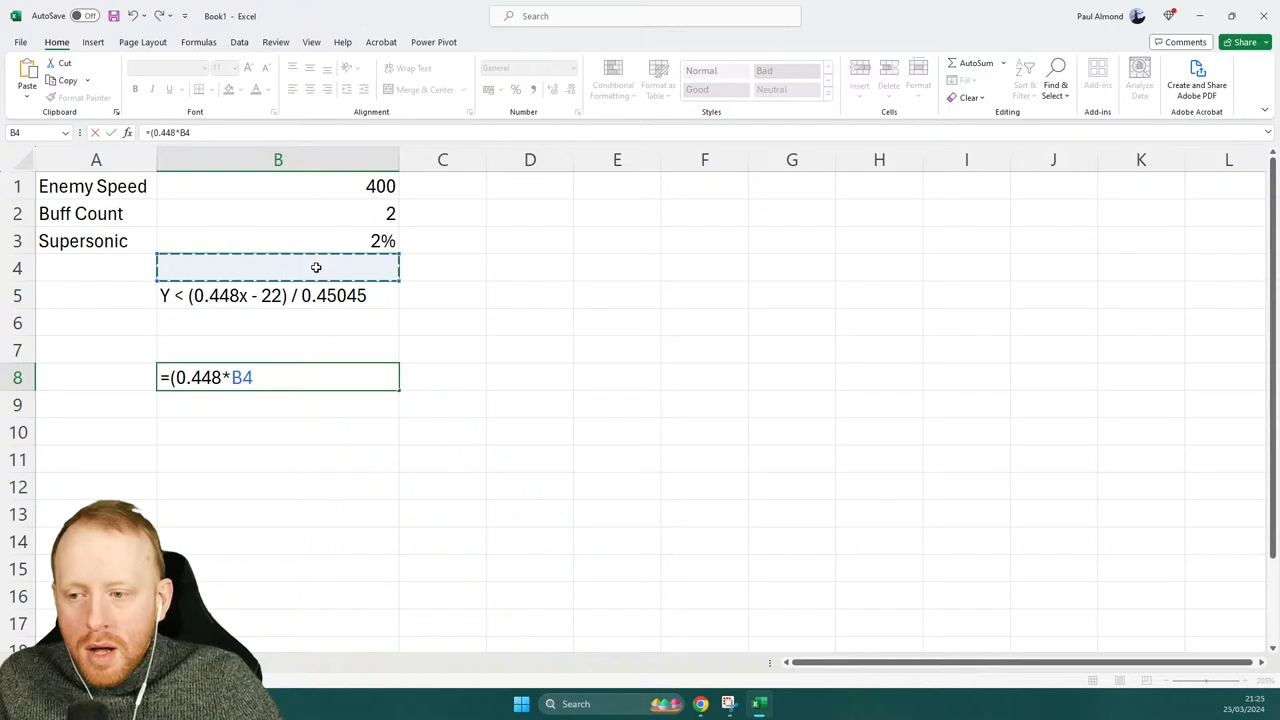 AutoSave Off Book1 - Excel Search Paul Almond
File Home Insert Page Layout Formulas Data Review View Help Acrobat Power Pivot Comments Share
Paste Cut Copy Format Painter Clipboard
B I U Font
Wrap Text Merge & Center Alignment
General % Number
Conditional Formatting Format as Table Normal Bad Good Neutral Styles
Insert Delete Format Cells
AutoSum Fill Clear Sort & Filter Find & Select Editing
Add-ins Add-ins
Analyze Data
Create and Share Adobe PDF Adobe Acrobat
B4 fx =(0.448*B4
A B C D E F G H I J K L
1 Enemy Speed 400
2 Buff Count 2
3 Supersonic 2%
4
5 Y < (0.448x - 22) / 0.45045
6
7
8 =(0.448*B4
9
10
11
12
13
14
15
16
17
Search
21:25
25/03/2024